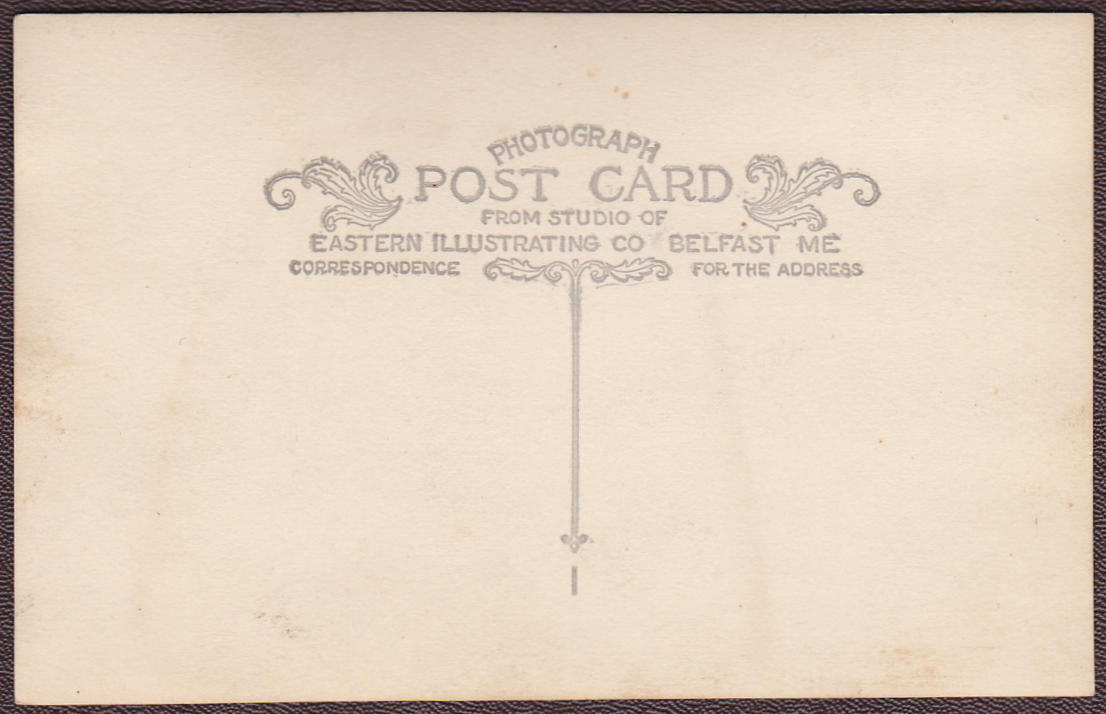 PHOTOGRAPH
POST CARD
FROM STUDIO OF
EASTERN ILLUSTRATING CO BELFAST ME
CORRESPONDENCE FOR THE ADDRESS